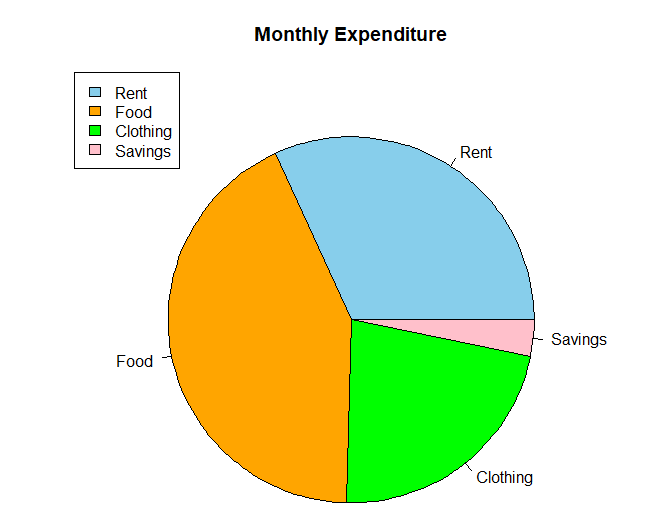 Monthly Expenditure
Rent
Food
Clothing
Savings
Rent
Food
Savings
Clothing